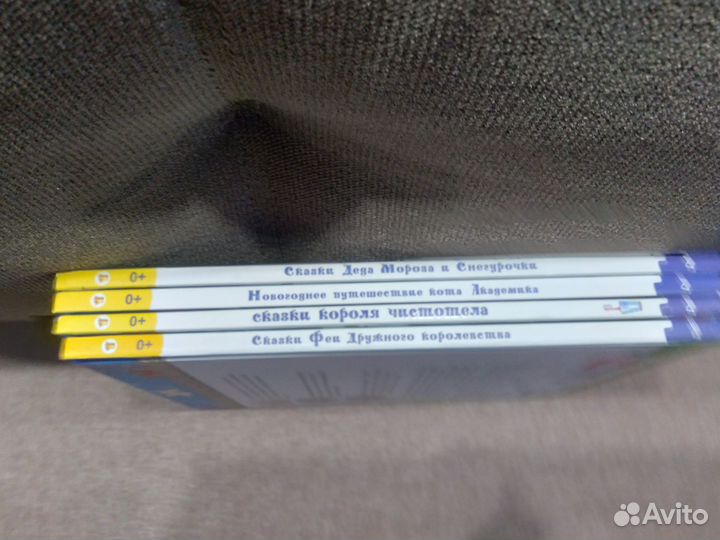 0+ Сказки Деда Мороза и Снегурочки
0+ Новогоднее путешествие кота Академика
0+ сказки короля чистотела
0+ Сказки Феи Дружного королевства
Avito